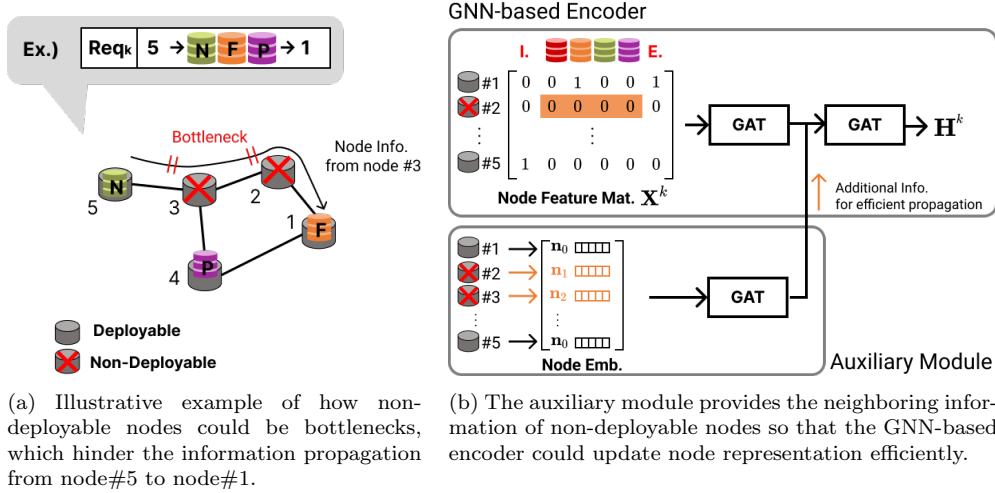 Ex.)
Reqₖ 5 → N F P → 1
Bottleneck
Node Info.
from node #3
N
5
3
2
1
F
4
P
Deployable
Non-Deployable
(a) Illustrative example of how non-
deployable nodes could be bottlenecks,
which hinder the information propagation
from node#5 to node#1.
GNN-based Encoder
I. E.
#1 0 0 1 0 0 1
#2 0 0 0 0 0 0
⋮ ⋮
#5 1 0 0 0 0 0
Node Feature Mat. Xᵏ
GAT
GAT
Hᵏ
Additional Info.
for efficient propagation
#1 n₀
#2 n₁
#3 n₂
⋮ ⋮
#5 n₀
Node Emb.
GAT
Auxiliary Module
(b) The auxiliary module provides the neighboring infor-
mation of non-deployable nodes so that the GNN-based
encoder could update node representation efficiently.